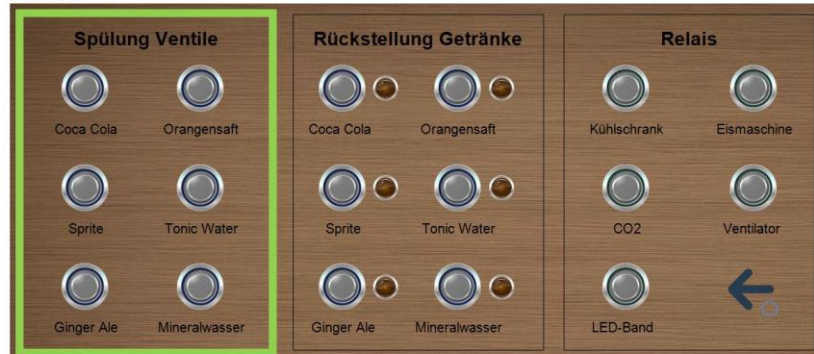 Spülung Ventile
Coca Cola Orangensaft
Sprite Tonic Water
Ginger Ale Mineralwasser
Rückstellung Getränke
Coca Cola Orangensaft
Sprite Tonic Water
Ginger Ale Mineralwasser
Relais
Kühlschrank Eismaschine
CO2 Ventilator
LED-Band